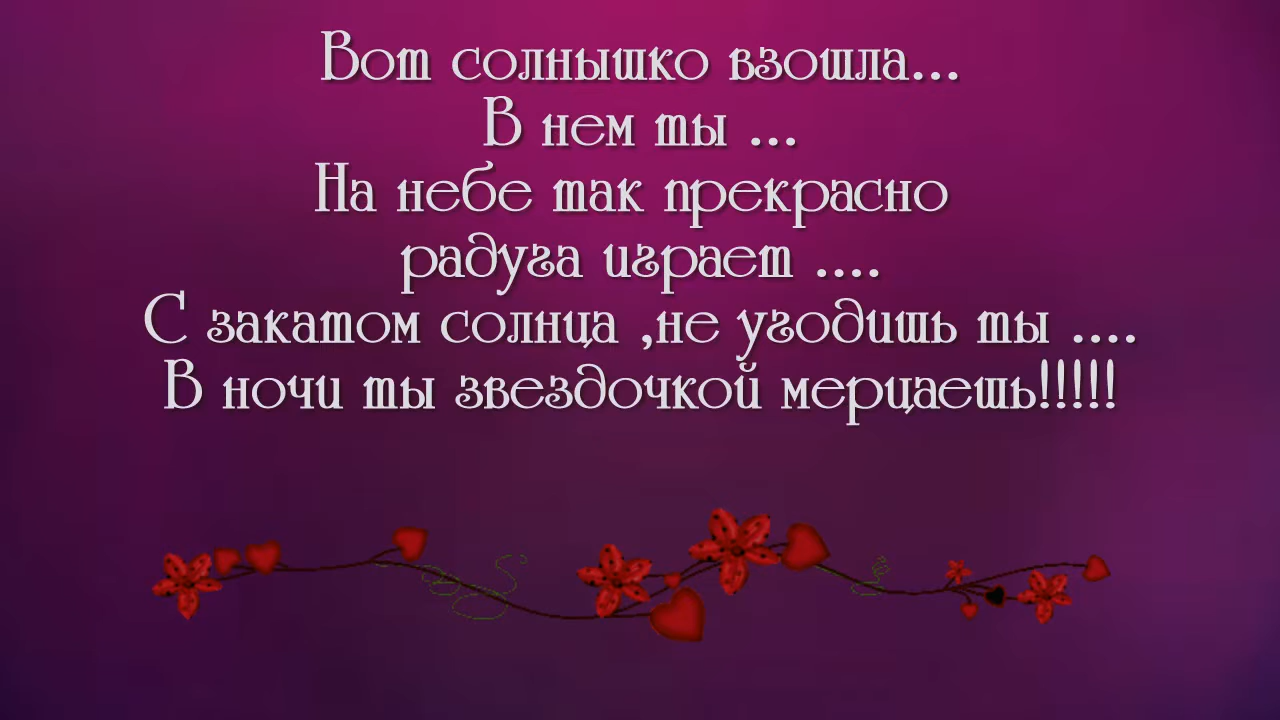 Вот солнышко взошла...
В нем ты ...
На небе так прекрасно
радуга играет ....
С закатом солнца ,не угодишь ты ....
В ночи ты звездочкой мерцаешь!!!!!